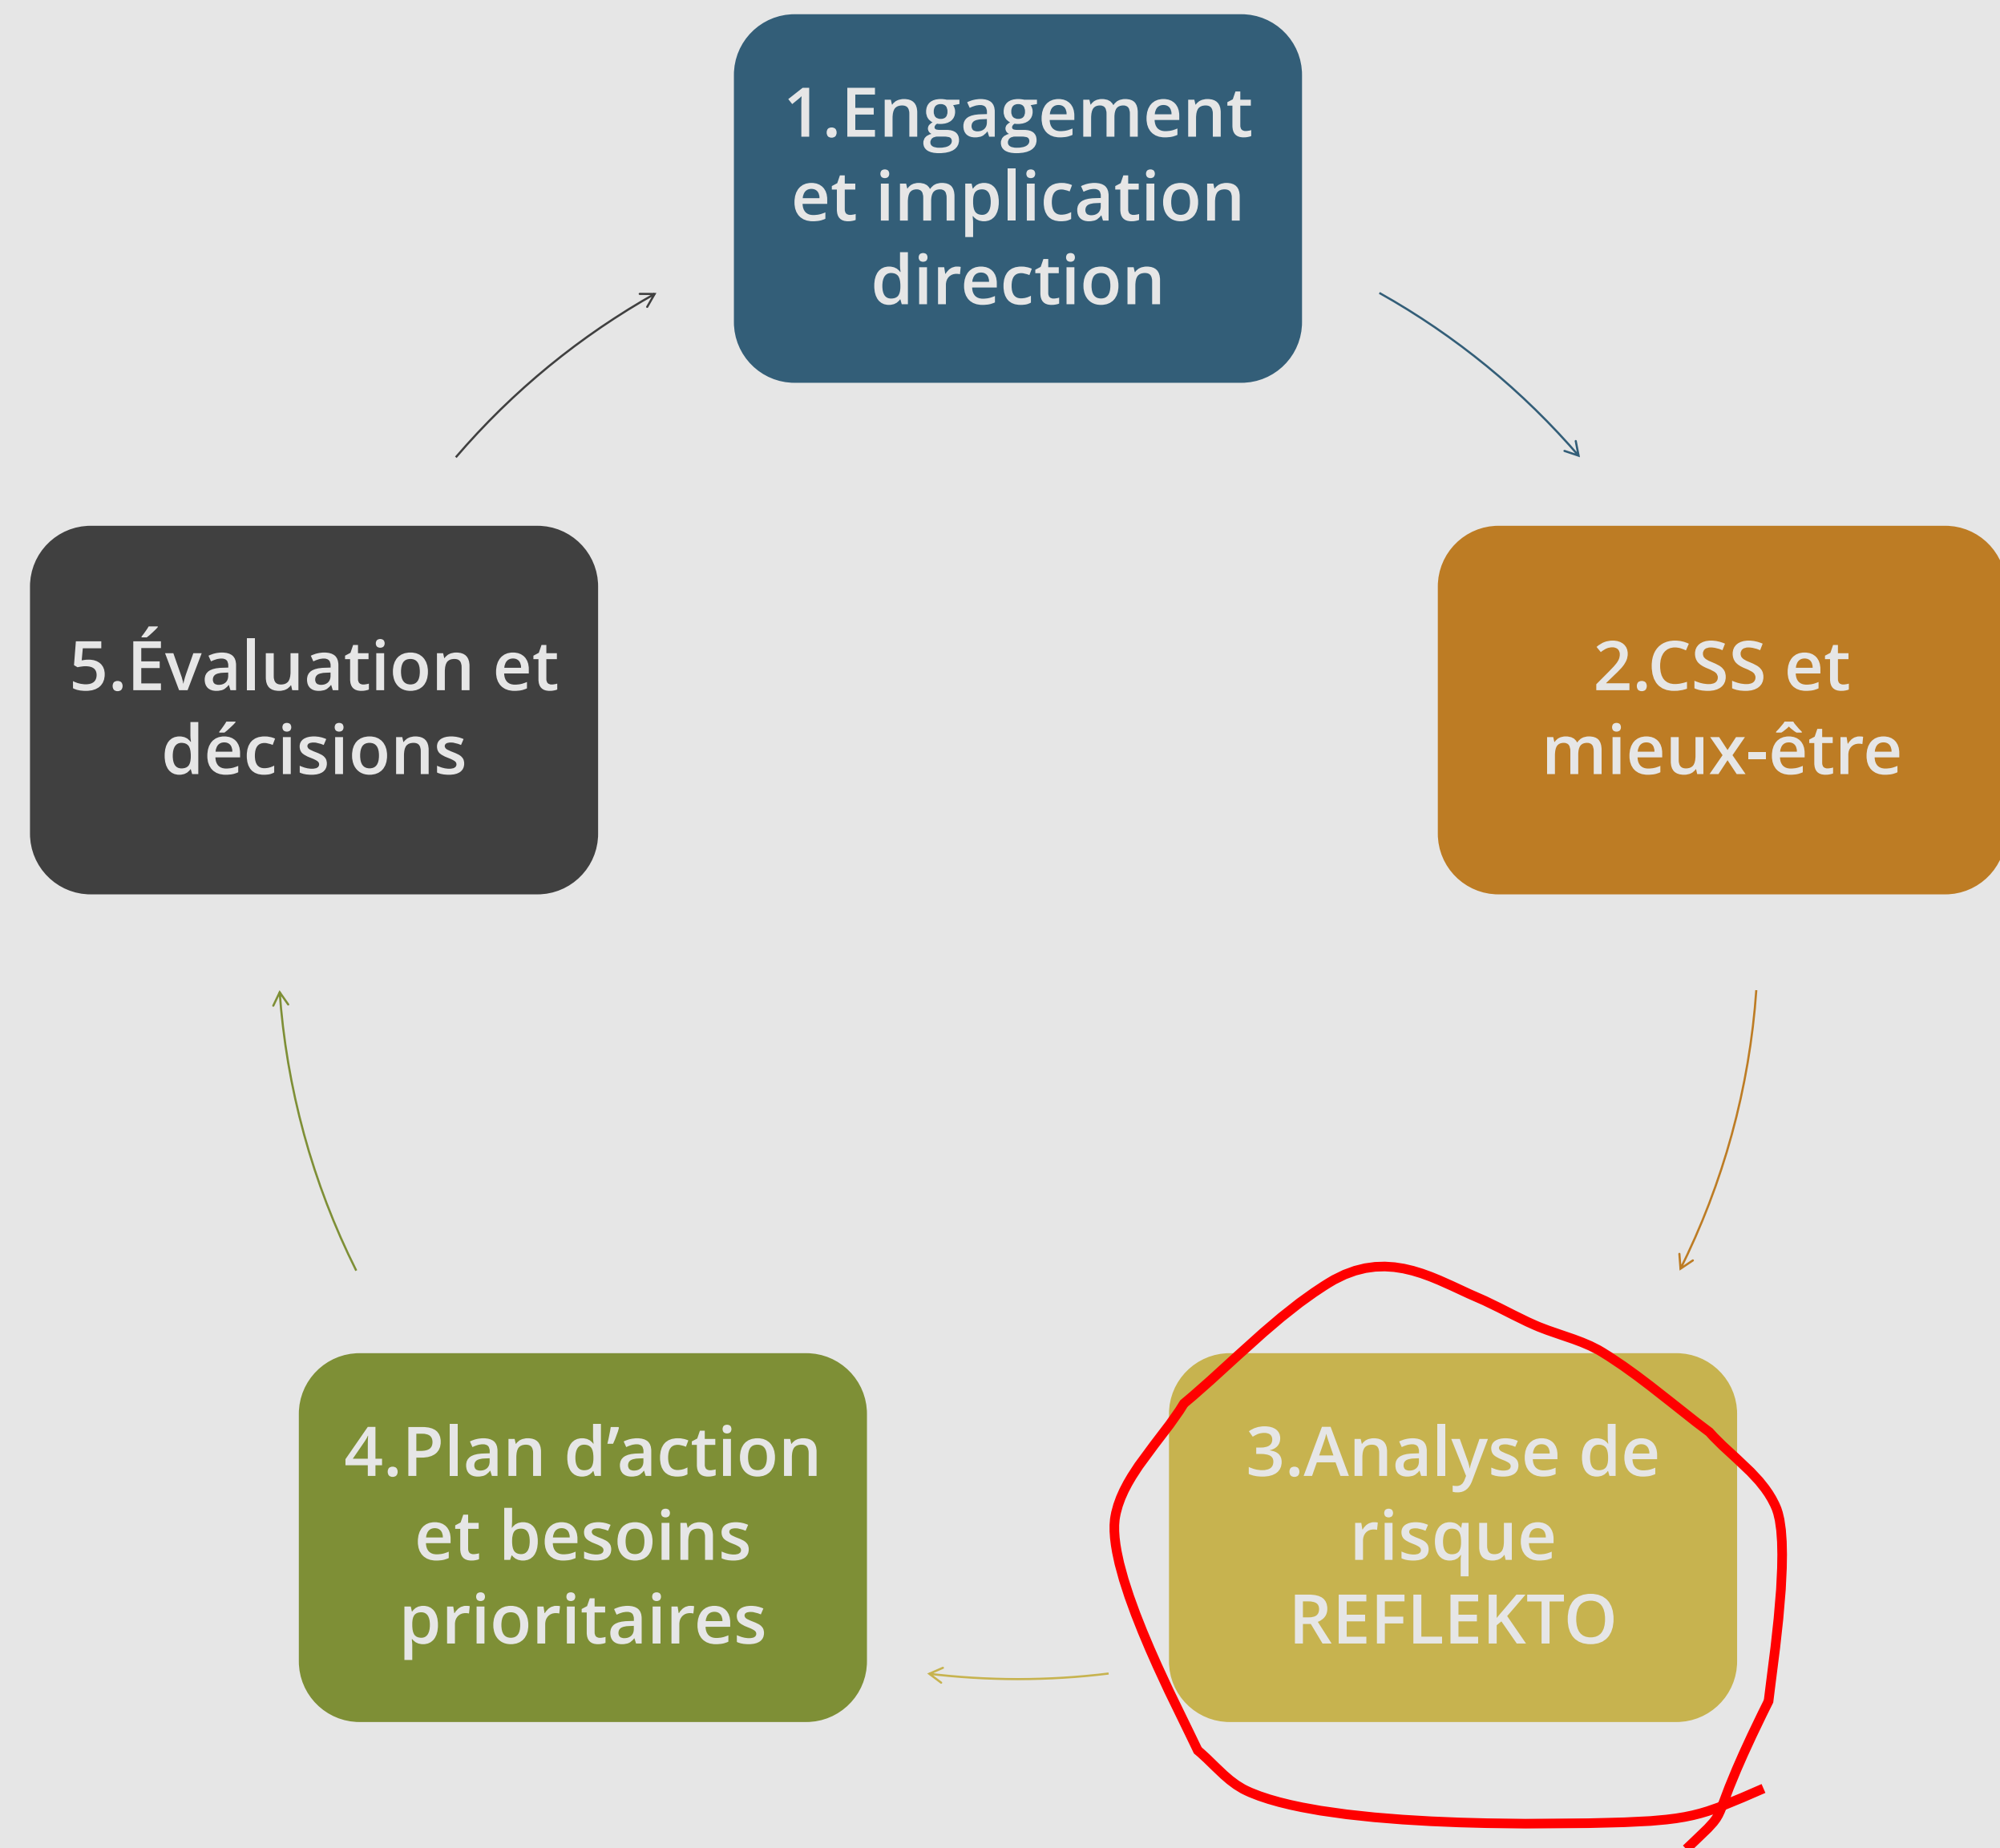 1.Engagement
et implication
direction
2.CSS et
mieux-être
3.Analyse de
risque
REFLEKTO
4.Plan d’action
et besoins
prioritaires
5.Évaluation et
décisions